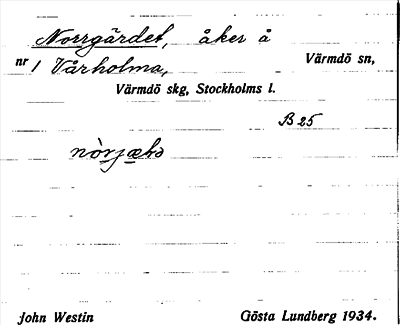 Norrgärdet, åker å
nr 1 Vårholma, Värmdö sn,
Värmdö skg, Stockholms l.
B 25
John Westin Gösta Lundberg 1934.